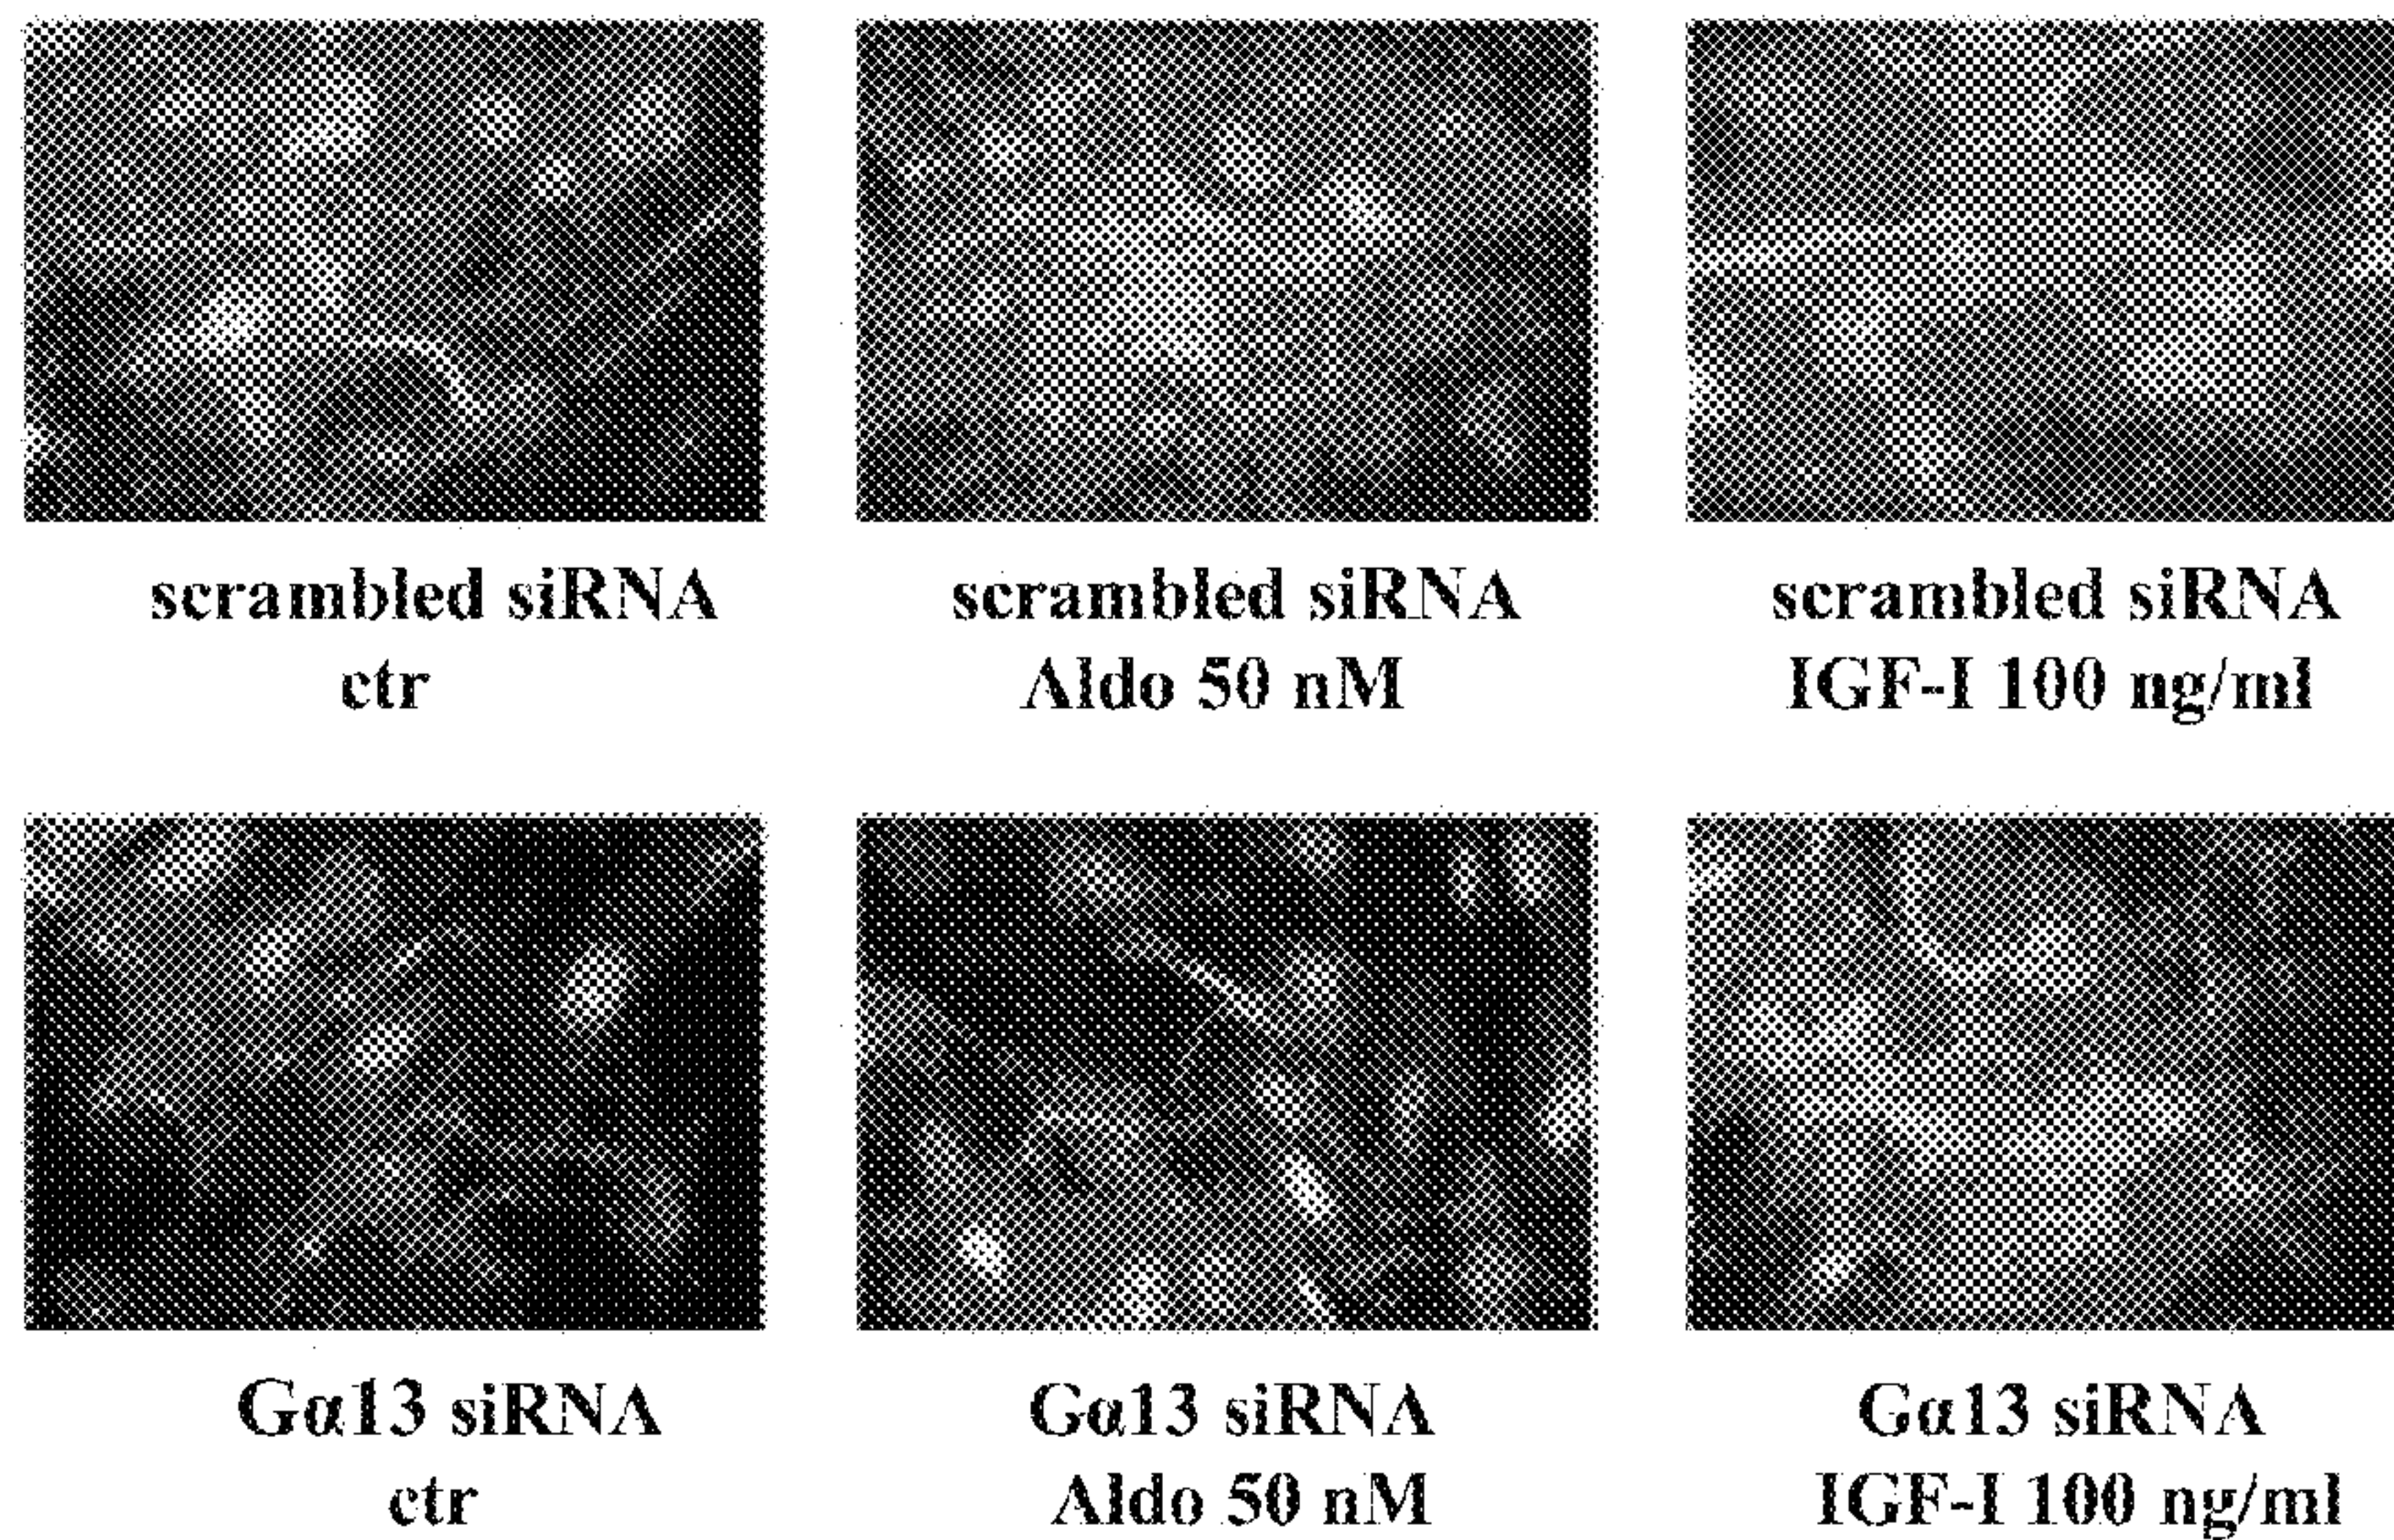 scrambled siRNA
ctr
scrambled siRNA
Aldo 50 nM
scrambled siRNA
IGF-I 100 ng/ml
Gα13 siRNA
ctr
Gα13 siRNA
Aldo 50 nM
Gα13 siRNA
IGF-I 100 ng/ml